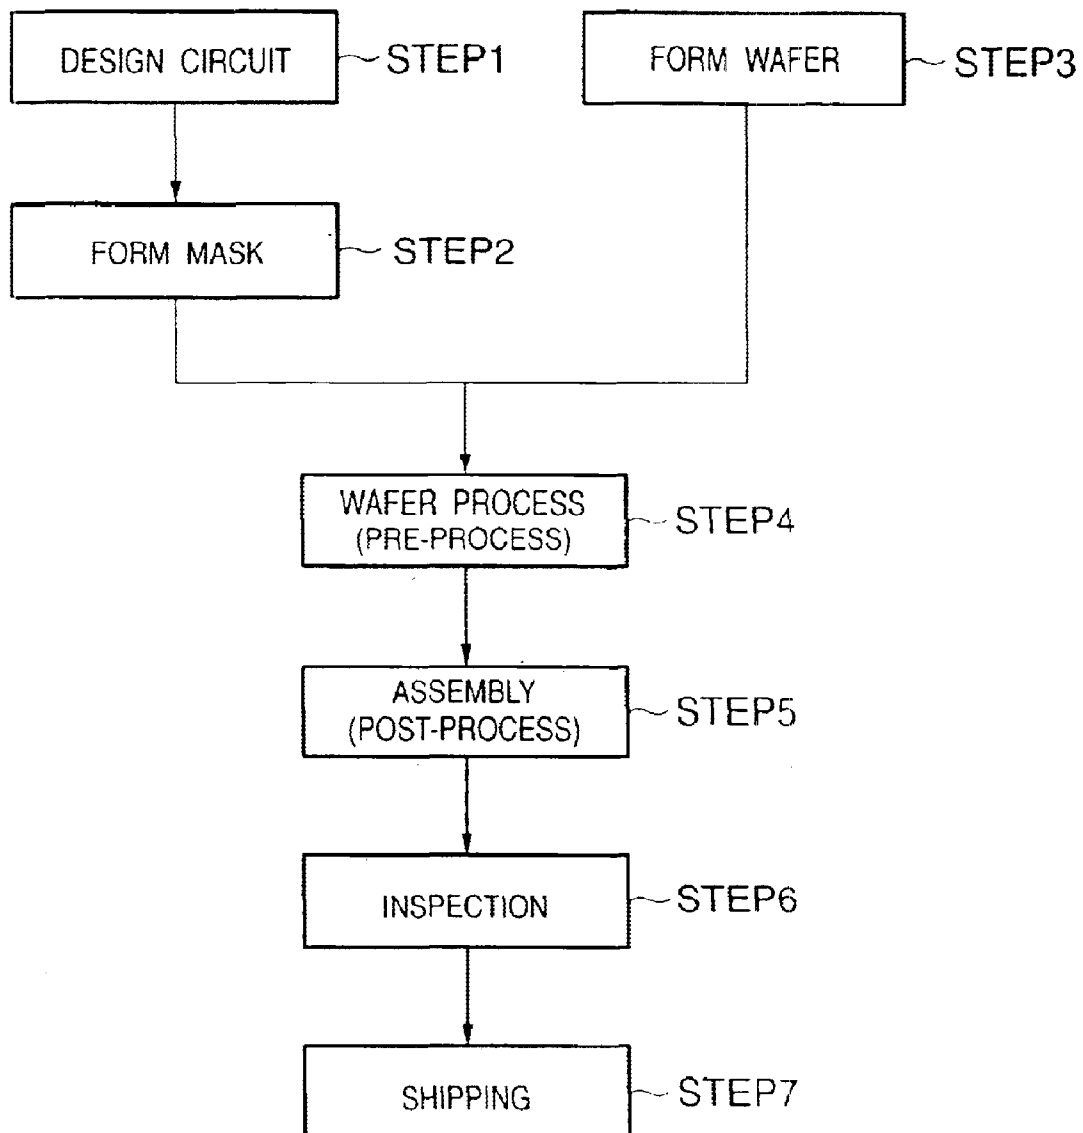 DESIGN CIRCUIT
STEP1
FORM WAFER
STEP3
FORM MASK
STEP2
WAFER PROCESS
(PRE-PROCESS)
STEP4
ASSEMBLY
(POST-PROCESS)
STEP5
INSPECTION
STEP6
SHIPPING
STEP7